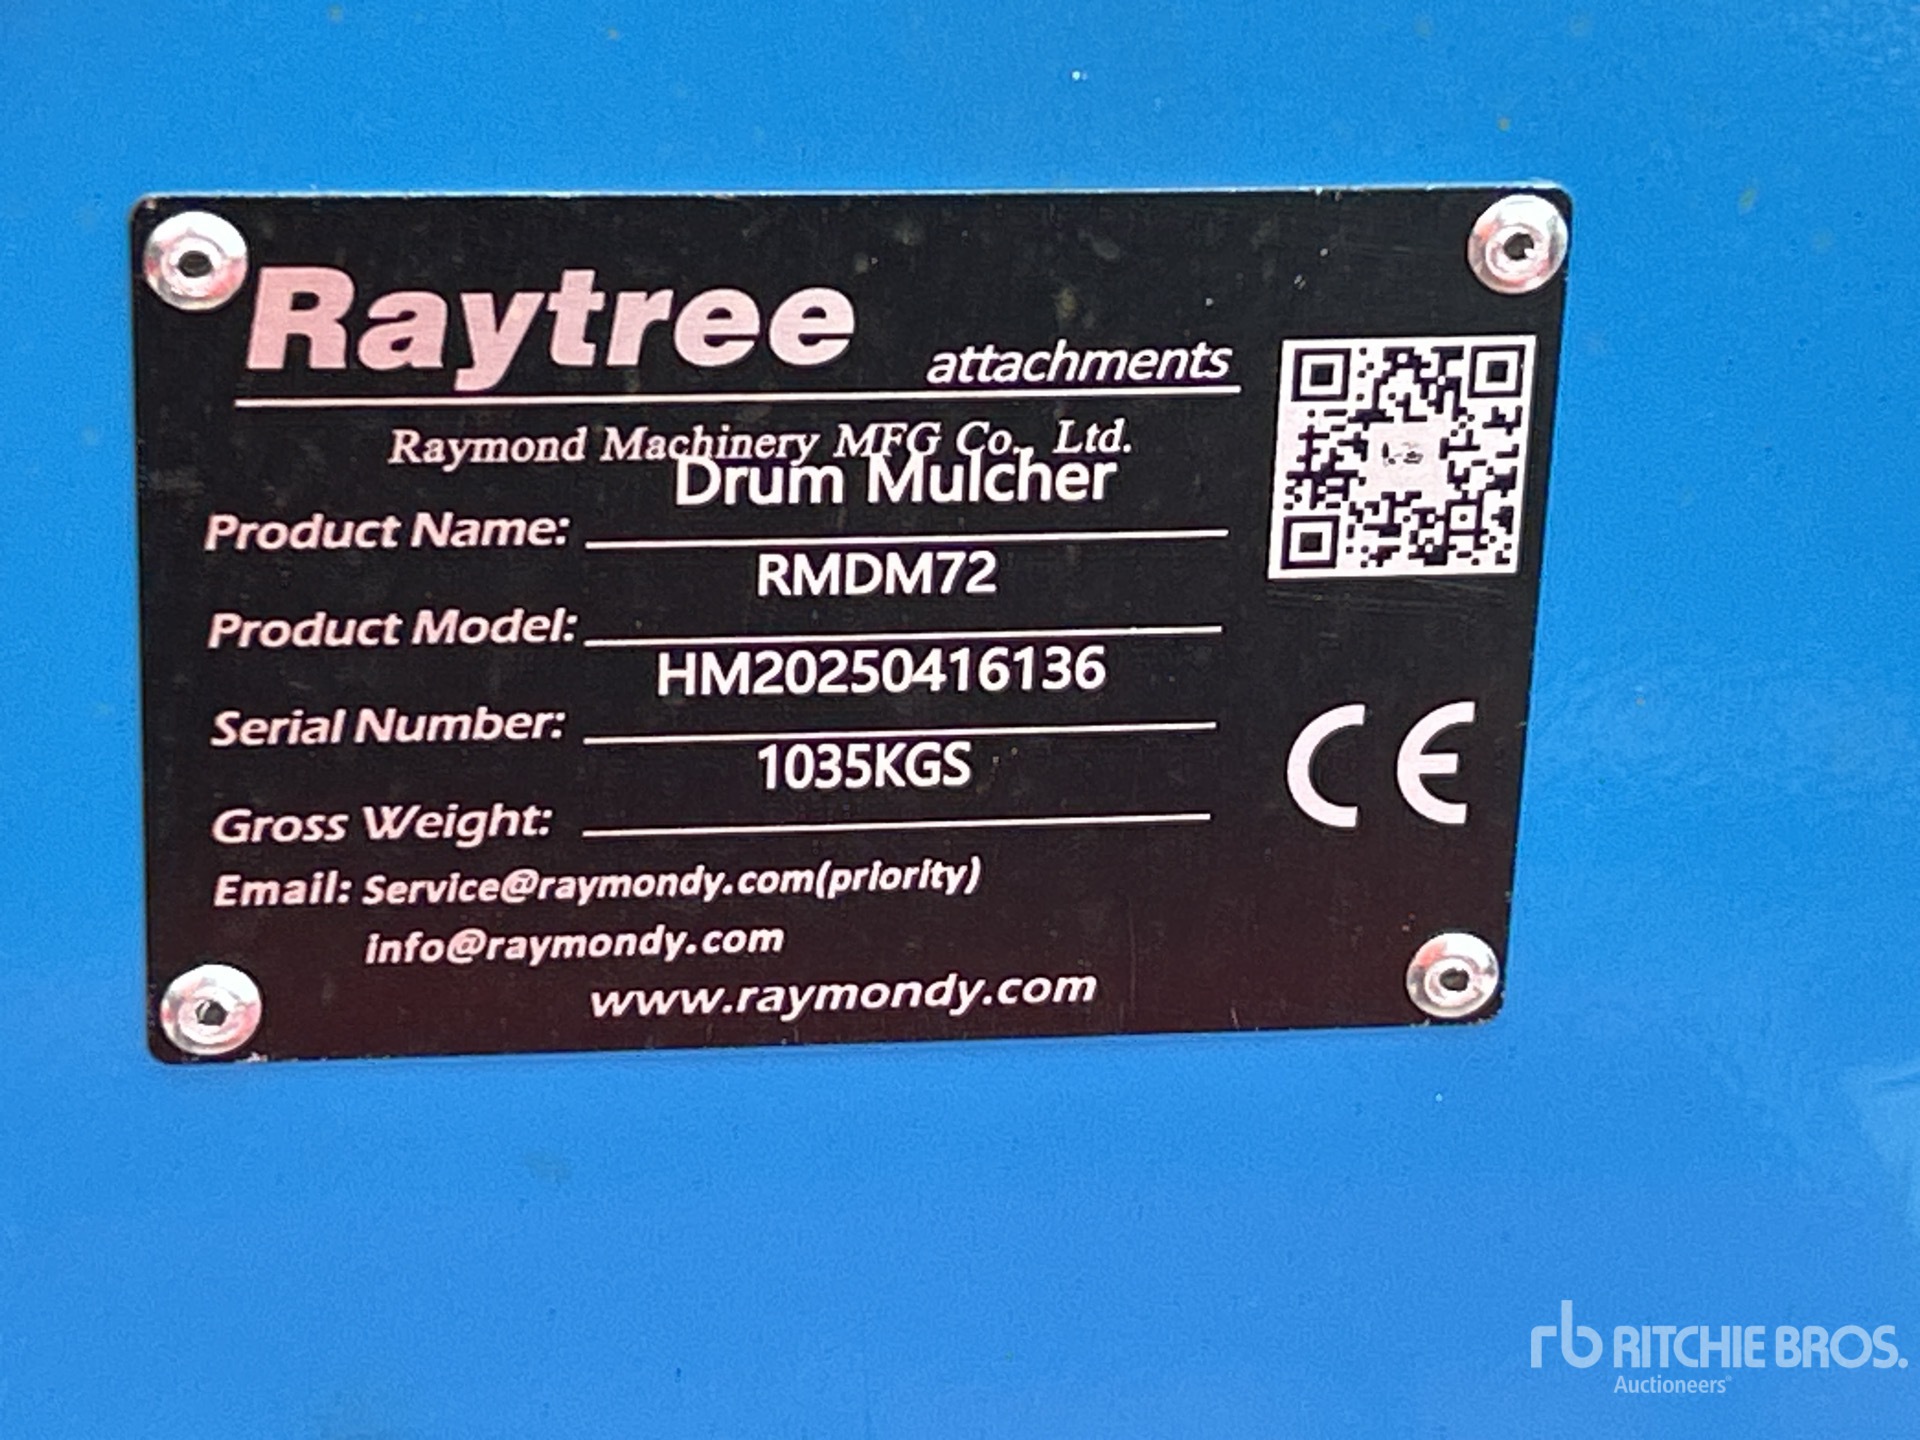 Raytree attachments
Raymond Machinery MFG Co., Ltd.
Product Name: Drum Mulcher
Product Model: RMDM72
Serial Number: HM20250416136
Gross Weight: 1035KGS
Email: Service@raymondy.com(priority)
info@raymondy.com
www.raymondy.com
CE
rb RITCHIE BROS.
Auctioneers